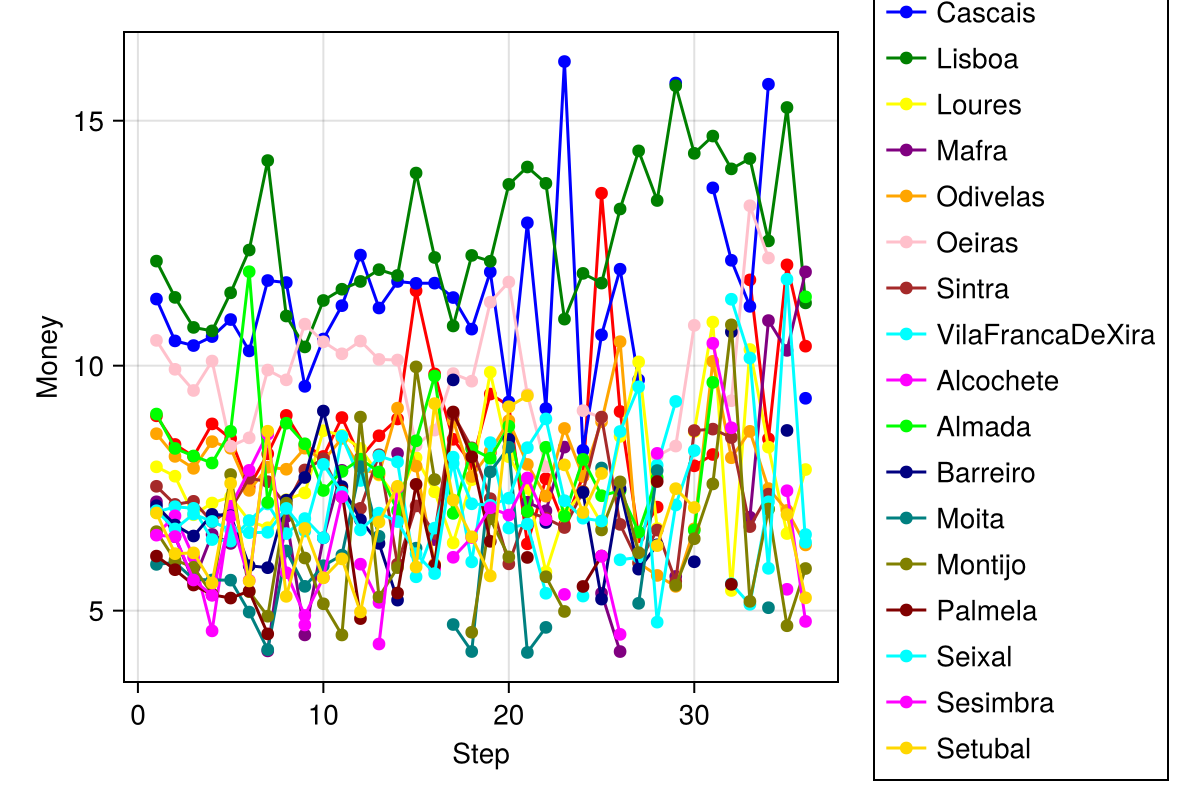 15
10
5
Money
0
10
20
30
Step
Cascais
Lisboa
Loures
Mafra
Odivelas
Oeiras
Sintra
VilaFrancaDeXira
Alcochete
Almada
Barreiro
Moita
Montijo
Palmela
Seixal
Sesimbra
Setubal